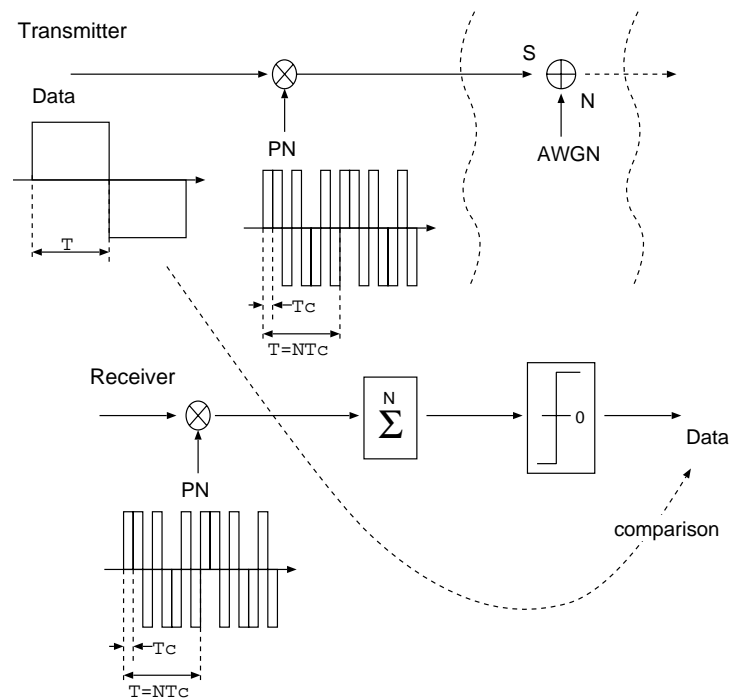 Transmitter
S
Data
N
PN
AWGN
T
Tc
T=NTc
Receiver
N
Σ
0
Data
PN
comparison
Tc
T=NTc